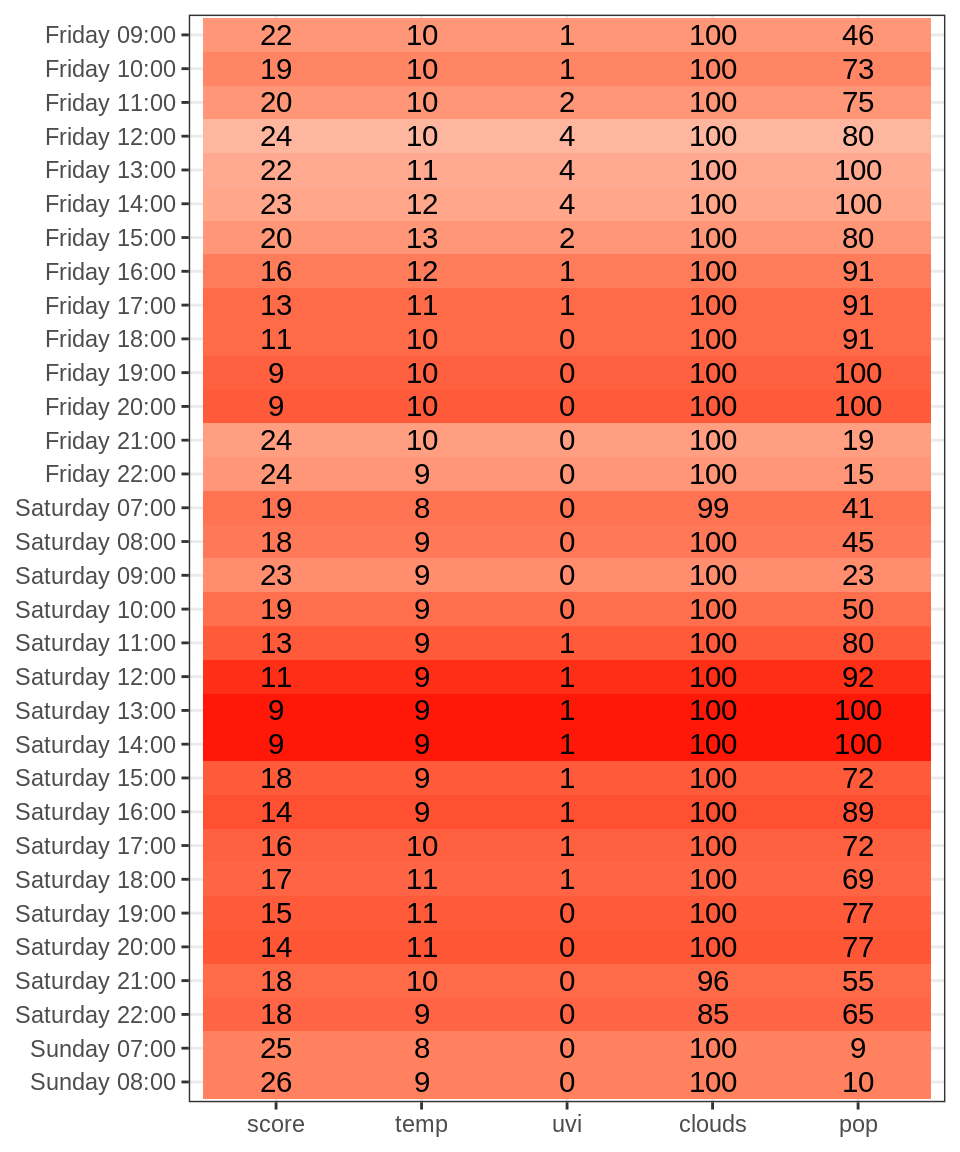 Friday 09:00 22 10 1 100 46
Friday 10:00 19 10 1 100 73
Friday 11:00 20 10 2 100 75
Friday 12:00 24 10 4 100 80
Friday 13:00 22 11 4 100 100
Friday 14:00 23 12 4 100 100
Friday 15:00 20 13 2 100 80
Friday 16:00 16 12 1 100 91
Friday 17:00 13 11 1 100 91
Friday 18:00 11 10 0 100 91
Friday 19:00 9 10 0 100 100
Friday 20:00 9 10 0 100 100
Friday 21:00 24 10 0 100 19
Friday 22:00 24 9 0 100 15
Saturday 07:00 19 8 0 99 41
Saturday 08:00 18 9 0 100 45
Saturday 09:00 23 9 0 100 23
Saturday 10:00 19 9 0 100 50
Saturday 11:00 13 9 1 100 80
Saturday 12:00 11 9 1 100 92
Saturday 13:00 9 9 1 100 100
Saturday 14:00 9 9 1 100 100
Saturday 15:00 18 9 1 100 72
Saturday 16:00 14 9 1 100 89
Saturday 17:00 16 10 1 100 72
Saturday 18:00 17 11 1 100 69
Saturday 19:00 15 11 0 100 77
Saturday 20:00 14 11 0 100 77
Saturday 21:00 18 10 0 96 55
Saturday 22:00 18 9 0 85 65
Sunday 07:00 25 8 0 100 9
Sunday 08:00 26 9 0 100 10
score temp uvi clouds pop